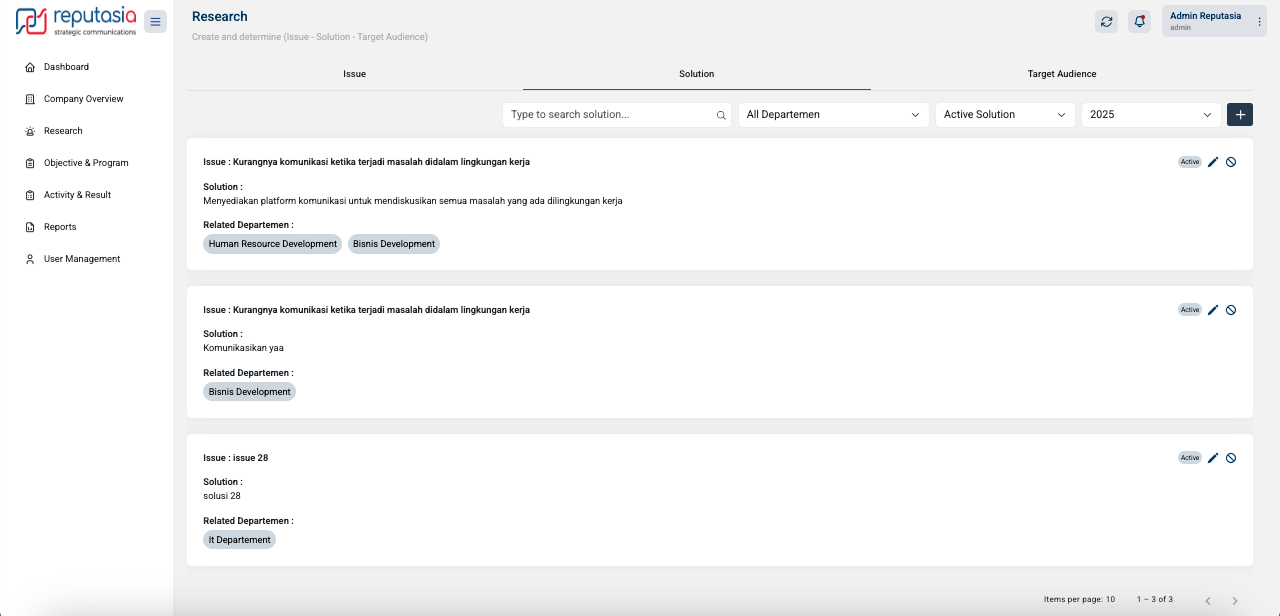 reputasia
strategic communications
Dashboard
Company Overview
Research
Objective & Program
Activity & Result
Reports
User Management
Research
Create and determine (Issue - Solution - Target Audience)
Admin Reputasia
admin
Issue
Solution
Target Audience
Type to search solution...
All Departemen
Active Solution
2025
Issue : Kurangnya komunikasi ketika terjadi masalah didalam lingkungan kerja
Active
Solution :
Menyediakan platform komunikasi untuk mendiskusikan semua masalah yang ada dilingkungan kerja
Related Departemen :
Human Resource Development
Bisnis Development
Issue : Kurangnya komunikasi ketika terjadi masalah didalam lingkungan kerja
Active
Solution :
Komunikasikan yaa
Related Departemen :
Bisnis Development
Issue : issue 28
Active
Solution :
solusi 28
Related Departemen :
It Departement
Items per page: 10
1 – 3 of 3